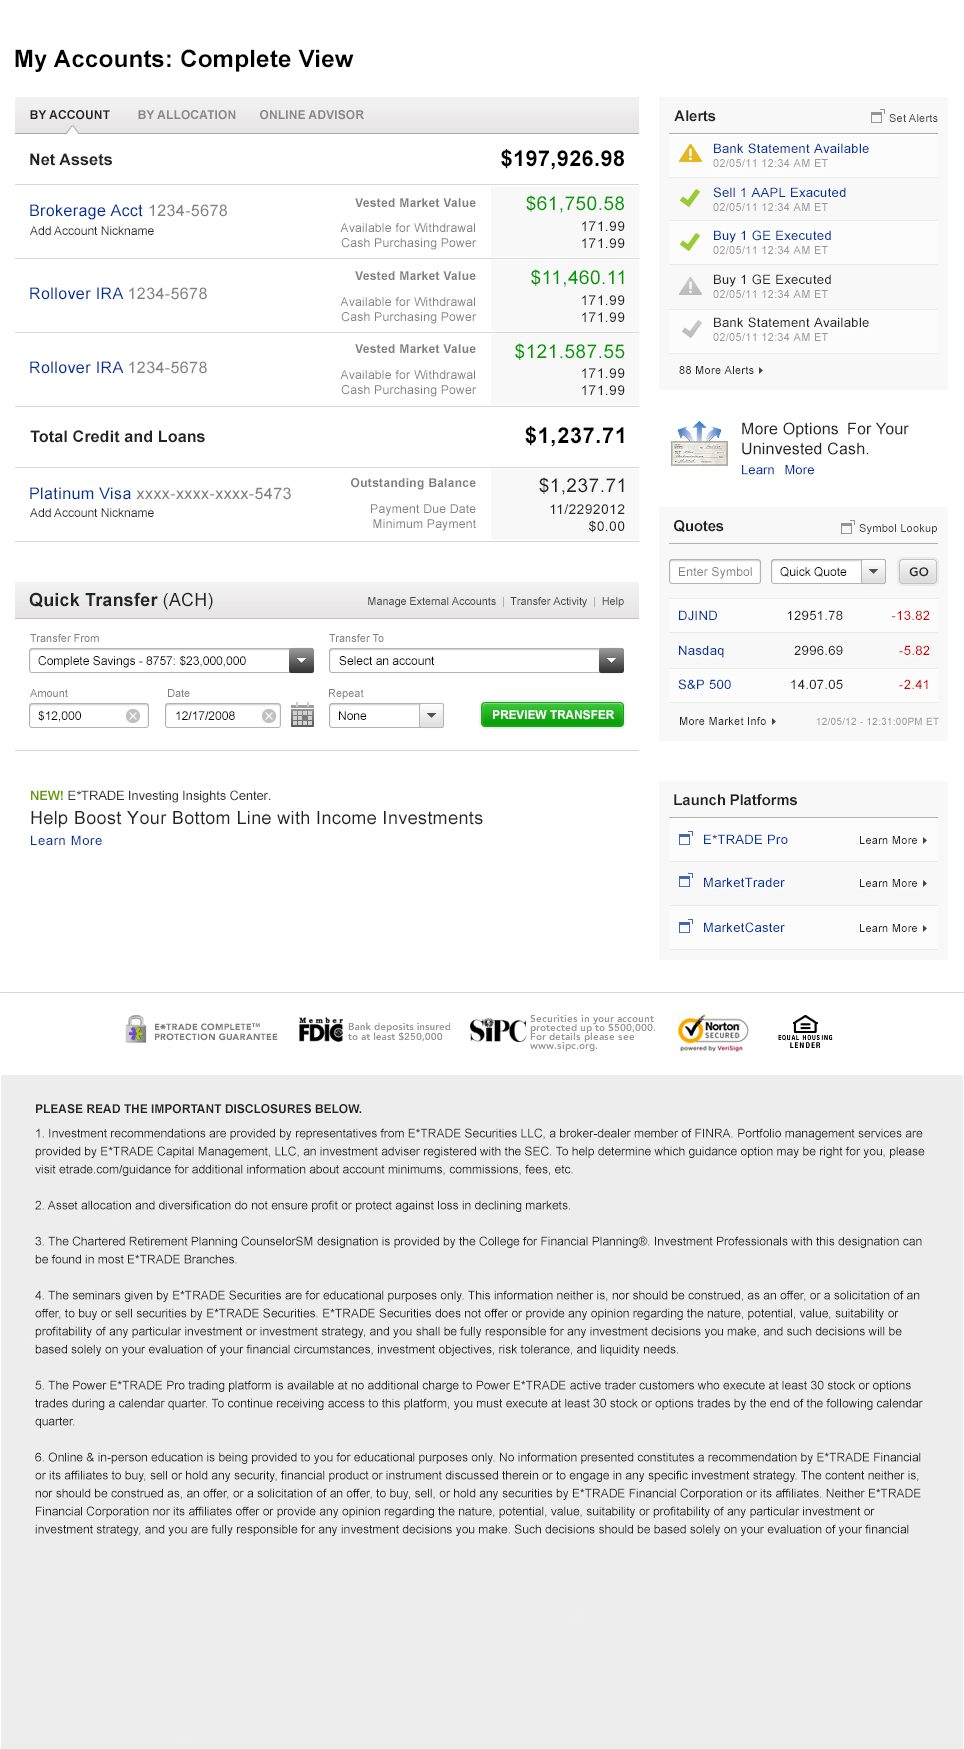 My Accounts: Complete View
BY ACCOUNT BY ALLOCATION ONLINE ADVISOR
Net Assets $197,926.98
Brokerage Acct 1234-5678
Add Account Nickname
Vested Market Value $61,750.58
Available for Withdrawal 171.99
Cash Purchasing Power 171.99
Rollover IRA 1234-5678
Vested Market Value $11,460.11
Available for Withdrawal 171.99
Cash Purchasing Power 171.99
Rollover IRA 1234-5678
Vested Market Value $121.587.55
Available for Withdrawal 171.99
Cash Purchasing Power 171.99
Total Credit and Loans $1,237.71
Platinum Visa xxxx-xxxx-xxxx-5473
Add Account Nickname
Outstanding Balance $1,237.71
Payment Due Date 11/2292012
Minimum Payment $0.00
Quick Transfer (ACH) Manage External Accounts | Transfer Activity | Help
Transfer From Transfer To
Complete Savings - 8757: $23,000,000 Select an account
Amount Date Repeat
$12,000 12/17/2008 None PREVIEW TRANSFER
NEW! E*TRADE Investing Insights Center.
Help Boost Your Bottom Line with Income Investments
Learn More
Alerts Set Alerts
Bank Statement Available
02/05/11 12:34 AM ET
Sell 1 AAPL Exacuted
02/05/11 12:34 AM ET
Buy 1 GE Executed
02/05/11 12:34 AM ET
Buy 1 GE Executed
02/05/11 12:34 AM ET
Bank Statement Available
02/05/11 12:34 AM ET
88 More Alerts
More Options For Your
Uninvested Cash.
Learn More
Quotes Symbol Lookup
Enter Symbol Quick Quote GO
DJIND 12951.78 -13.82
Nasdaq 2996.69 -5.82
S&P 500 14.07.05 -2.41
More Market Info 12/05/12 - 12:31:00PM ET
Launch Platforms
E*TRADE Pro Learn More
MarketTrader Learn More
MarketCaster Learn More
E*TRADE COMPLETE™
PROTECTION GUARANTEE
Member
FDIC
Bank deposits insured
to at least $250,000
SIPC
Securities in your account
protected up to $500,000.
For details please see
www.sipc.org.
Norton
SECURED
powered by VeriSign
EQUAL HOUSING
LENDER
PLEASE READ THE IMPORTANT DISCLOSURES BELOW.
1. Investment recommendations are provided by representatives from E*TRADE Securities LLC, a broker-dealer member of FINRA. Portfolio management services are
provided by E*TRADE Capital Management, LLC, an investment adviser registered with the SEC. To help determine which guidance option may be right for you, please
visit etrade.com/guidance for additional information about account minimums, commissions, fees, etc.
2. Asset allocation and diversification do not ensure profit or protect against loss in declining markets.
3. The Chartered Retirement Planning CounselorSM designation is provided by the College for Financial Planning®. Investment Professionals with this designation can
be found in most E*TRADE Branches.
4. The seminars given by E*TRADE Securities are for educational purposes only. This information neither is, nor should be construed, as an offer, or a solicitation of an
offer, to buy or sell securities by E*TRADE Securities. E*TRADE Securities does not offer or provide any opinion regarding the nature, potential, value, suitability or
profitability of any particular investment or investment strategy, and you shall be fully responsible for any investment decisions you make, and such decisions will be
based solely on your evaluation of your financial circumstances, investment objectives, risk tolerance, and liquidity needs.
5. The Power E*TRADE Pro trading platform is available at no additional charge to Power E*TRADE active trader customers who execute at least 30 stock or options
trades during a calendar quarter. To continue receiving access to this platform, you must execute at least 30 stock or options trades by the end of the following calendar
quarter.
6. Online & in-person education is being provided to you for educational purposes only. No information presented constitutes a recommendation by E*TRADE Financial
or its affiliates to buy, sell or hold any security, financial product or instrument discussed therein or to engage in any specific investment strategy. The content neither is,
nor should be construed as, an offer, or a solicitation of an offer, to buy, sell, or hold any securities by E*TRADE Financial Corporation or its affiliates. Neither E*TRADE
Financial Corporation nor its affiliates offer or provide any opinion regarding the nature, potential, value, suitability or profitability of any particular investment or
investment strategy, and you are fully responsible for any investment decisions you make. Such decisions should be based solely on your evaluation of your financial